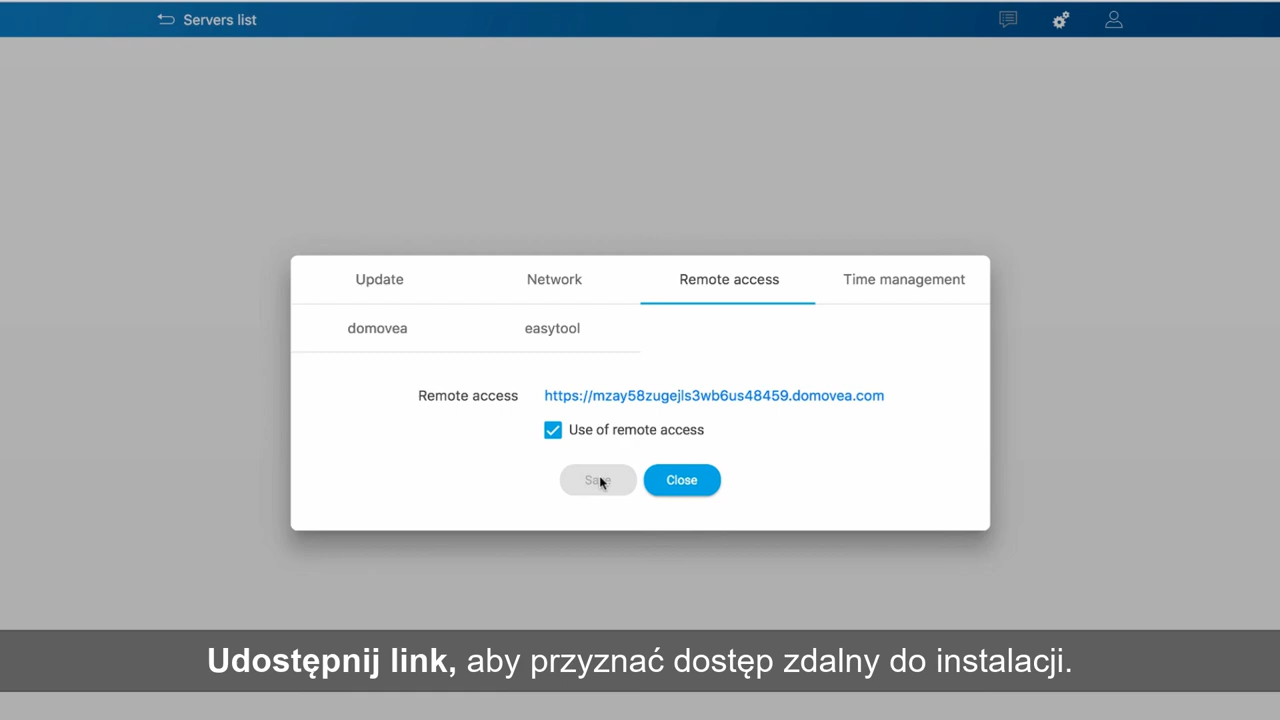 Servers list
Update Network Remote access Time management
domovea easytool
Remote access https://mzay58zugejls3wb6us48459.domovea.com
Use of remote access
Save Close
Udostępnij link, aby przyznać dostęp zdalny do instalacji.